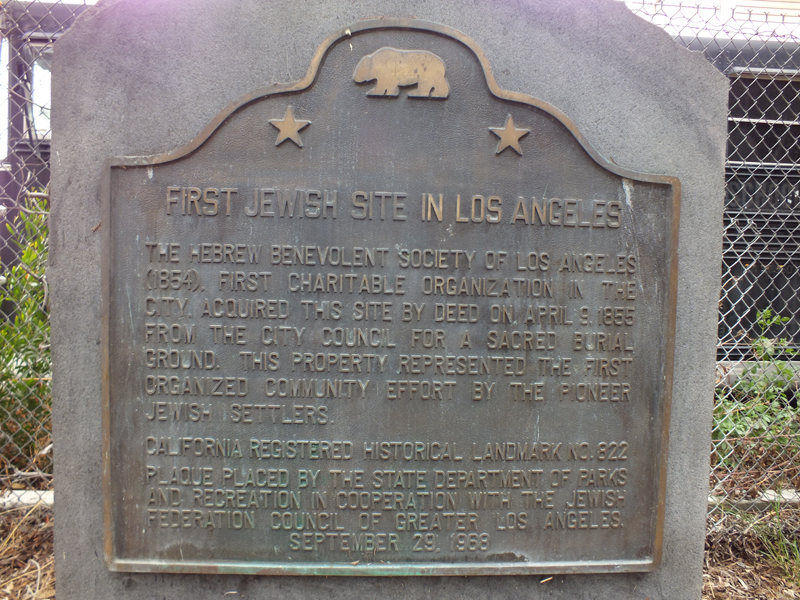 FIRST JEWISH SITE IN LOS ANGELES
THE HEBREW BENEVOLENT SOCIETY OF LOS ANGELES
(1854), FIRST CHARITABLE ORGANIZATION IN THE
CITY, ACQUIRED THIS SITE BY DEED ON APRIL 9, 1855
FROM THE CITY COUNCIL FOR A SACRED BURIAL
GROUND. THIS PROPERTY REPRESENTED THE FIRST
ORGANIZED COMMUNITY EFFORT BY THE PIONEER
JEWISH SETTLERS.
CALIFORNIA REGISTERED HISTORICAL LANDMARK NO. 822
PLAQUE PLACED BY THE STATE DEPARTMENT OF PARKS
AND RECREATION IN COOPERATION WITH THE JEWISH
FEDERATION COUNCIL OF GREATER LOS ANGELES.
SEPTEMBER 29, 1968